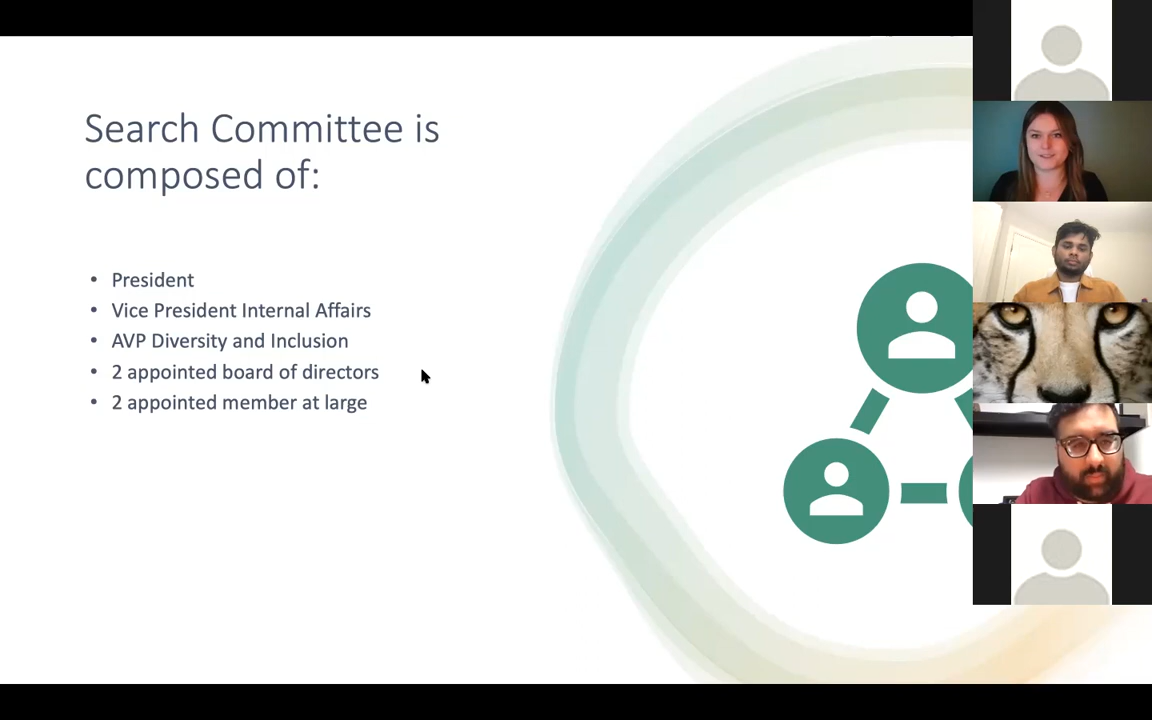 Search Committee is
composed of:
• President
• Vice President Internal Affairs
• AVP Diversity and Inclusion
• 2 appointed board of directors
• 2 appointed member at large